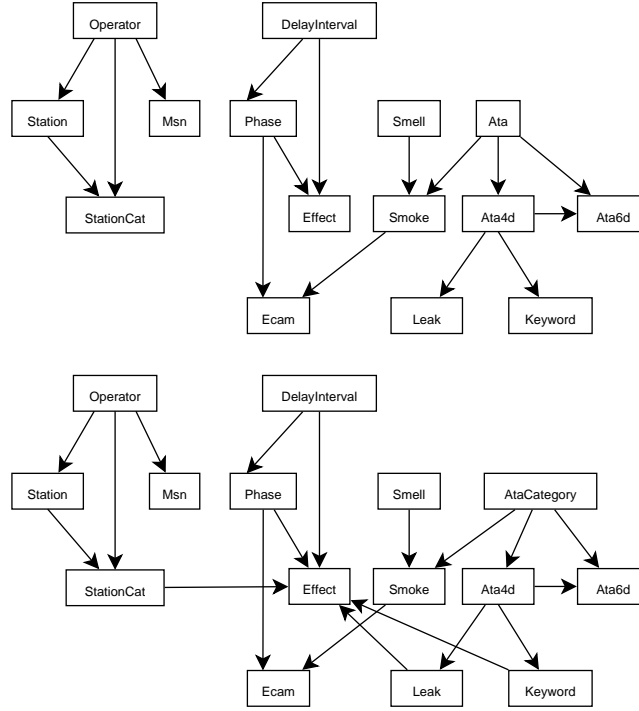 Operator DelayInterval
Station Msn Phase Smell Ata
StationCat Effect Smoke Ata4d Ata6d
Ecam Leak Keyword
Operator DelayInterval
Station Msn Phase Smell AtaCategory
StationCat Effect Smoke Ata4d Ata6d
Ecam Leak Keyword